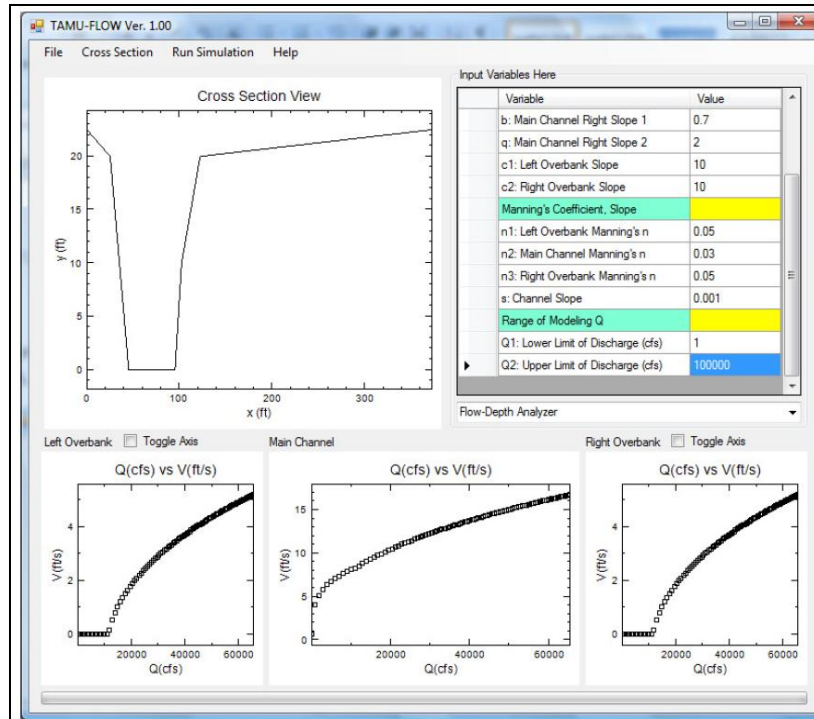 TAMU-FLOW Ver. 1.00
File Cross Section Run Simulation Help
Cross Section View
20
15
10
5
0
y (ft)
0 100 200 300
x (ft)
Input Variables Here
Variable Value
b: Main Channel Right Slope 1 0.7
q: Main Channel Right Slope 2 2
c1: Left Overbank Slope 10
c2: Right Overbank Slope 10
Manning's Coefficient, Slope
n1: Left Overbank Manning's n 0.05
n2: Main Channel Manning's n 0.03
n3: Right Overbank Manning's n 0.05
s: Channel Slope 0.001
Range of Modeling Q
Q1: Lower Limit of Discharge (cfs) 1
Q2: Upper Limit of Discharge (cfs) 100000
Flow-Depth Analyzer
Left Overbank Toggle Axis
Q(cfs) vs V(ft/s)
4
2
0
V(ft/s)
20000 40000 60000
Q(cfs)
Main Channel
Q(cfs) vs V(ft/s)
15
10
5
0
V(ft/s)
20000 40000 60000
Q(cfs)
Right Overbank Toggle Axis
Q(cfs) vs V(ft/s)
4
2
0
V(ft/s)
20000 40000 60000
Q(cfs)